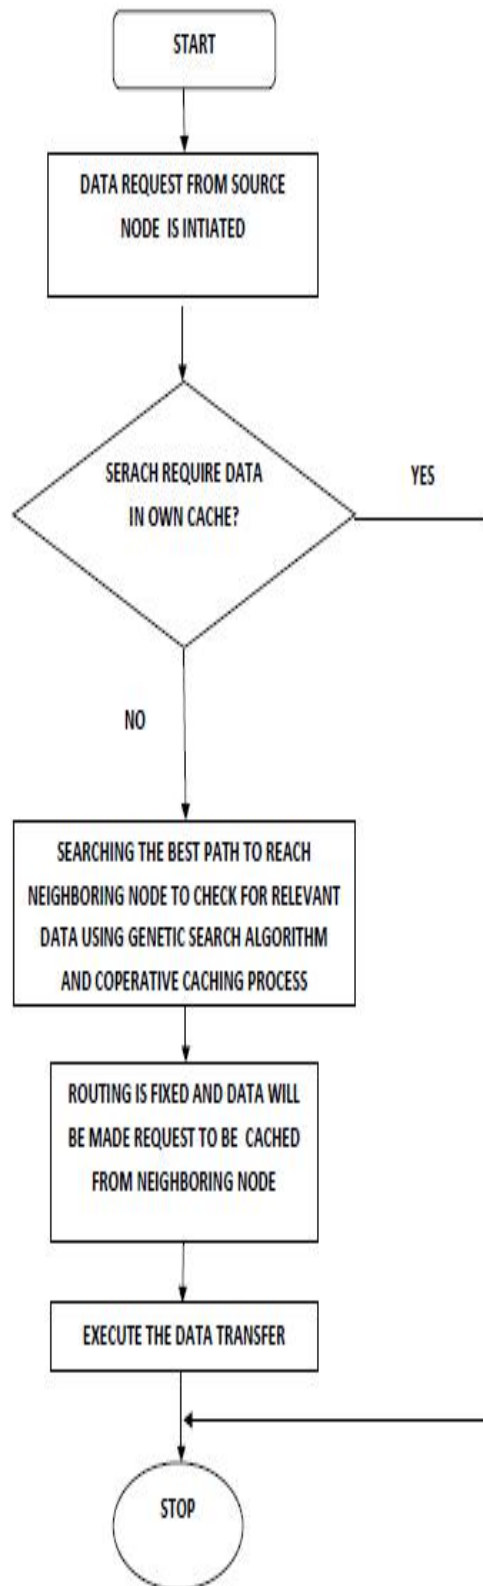 START
DATA REQUEST FROM SOURCE
NODE IS INTIATED
SERACH REQUIRE DATA
IN OWN CACHE?
YES
NO
SEARCHING THE BEST PATH TO REACH
NEIGHBORING NODE TO CHECK FOR RELEVANT
DATA USING GENETIC SEARCH ALGORITHM
AND COPERATIVE CACHING PROCESS
ROUTING IS FIXED AND DATA WILL
BE MADE REQUEST TO BE CACHED
FROM NEIGHBORING NODE
EXECUTE THE DATA TRANSFER
STOP